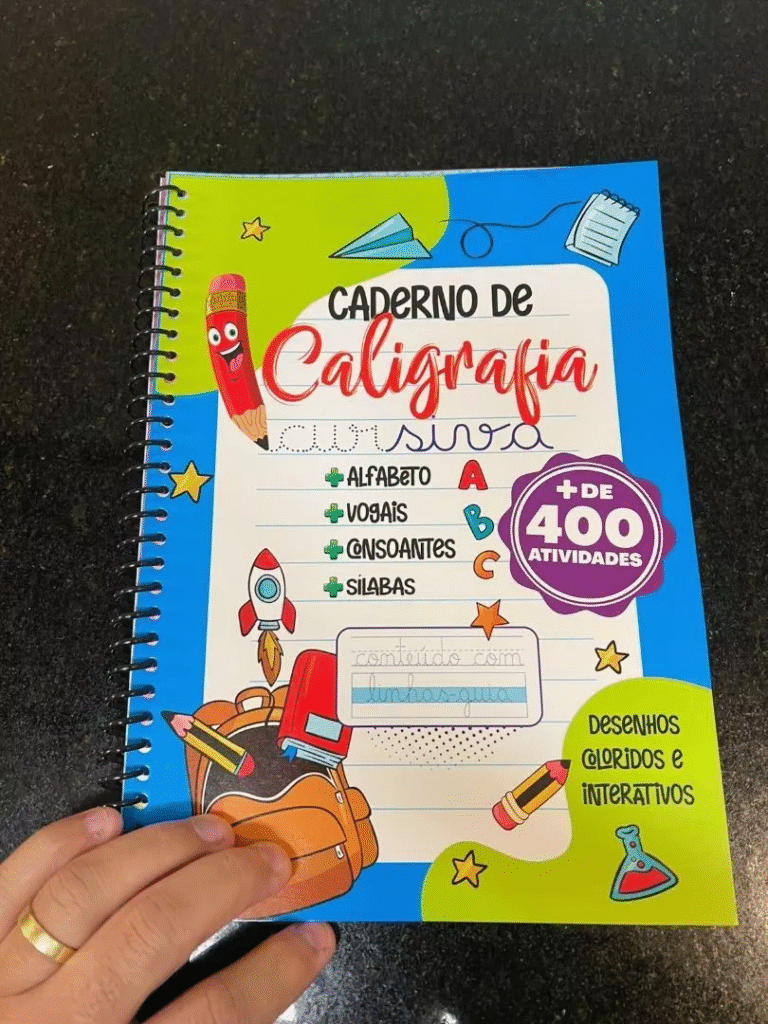 CADERNO DE
Caligrafia
cursiva
+ALFABETO
+VOGAIS
+CONSOANTES
+SÍLABAS
A
B
C
+ DE
400
ATIVIDADES
conteúdo com
linhas-guia
DESENHOS
COLORIDOS E
INTERATIVOS